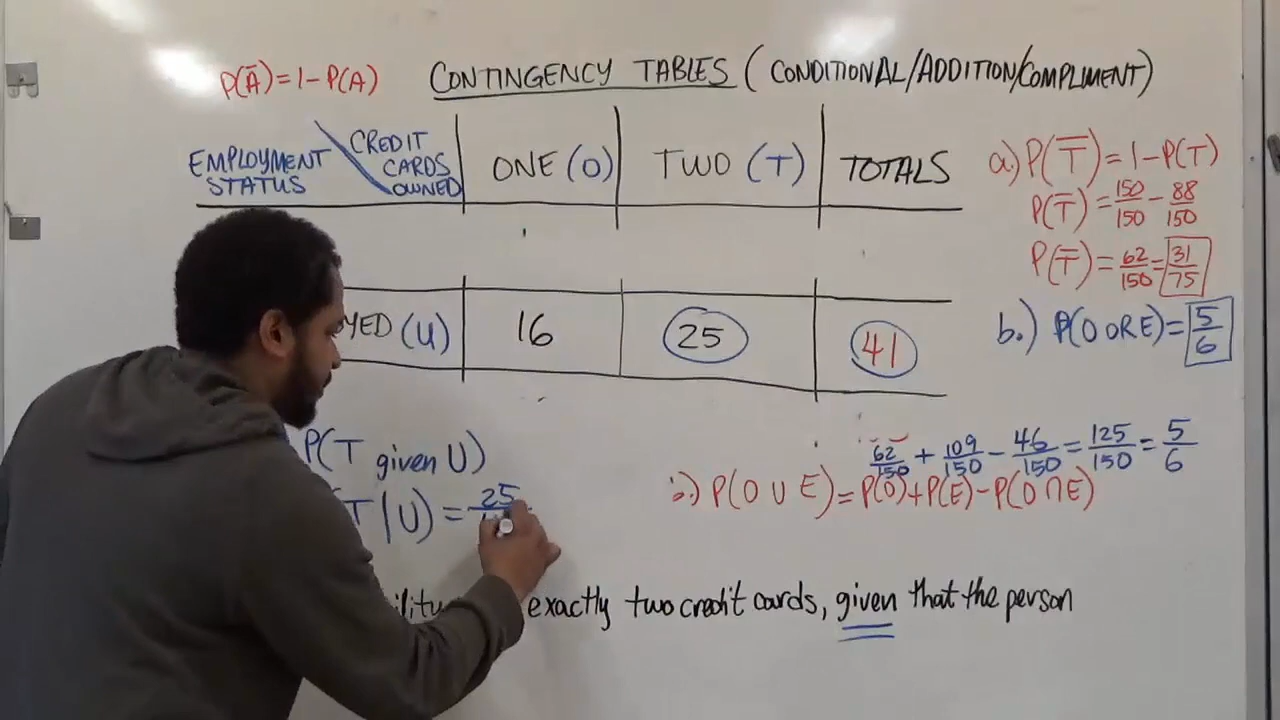 P(A̅) = 1 - P(A)
CONTINGENCY TABLES (CONDITIONAL/ADDITION/COMPLIMENT)
EMPLOYMENT STATUS
CREDIT CARDS OWNED
ONE (O)
TWO (T)
TOTALS
YED (U)
16
25
41
a.) P(T̅) = 1 - P(T)
P(T̅) = 150/150 - 88/150
P(T̅) = 62/150 = 31/75
b.) P(O OR E) = 5/6
P(T given U)
T | U) = 25
62/150 + 109/150 - 46/150 = 125/150 = 5/6
b.) P(O ∪ E) = P(O) + P(E) - P(O ∩ E)
exactly two credit cards, given that the person